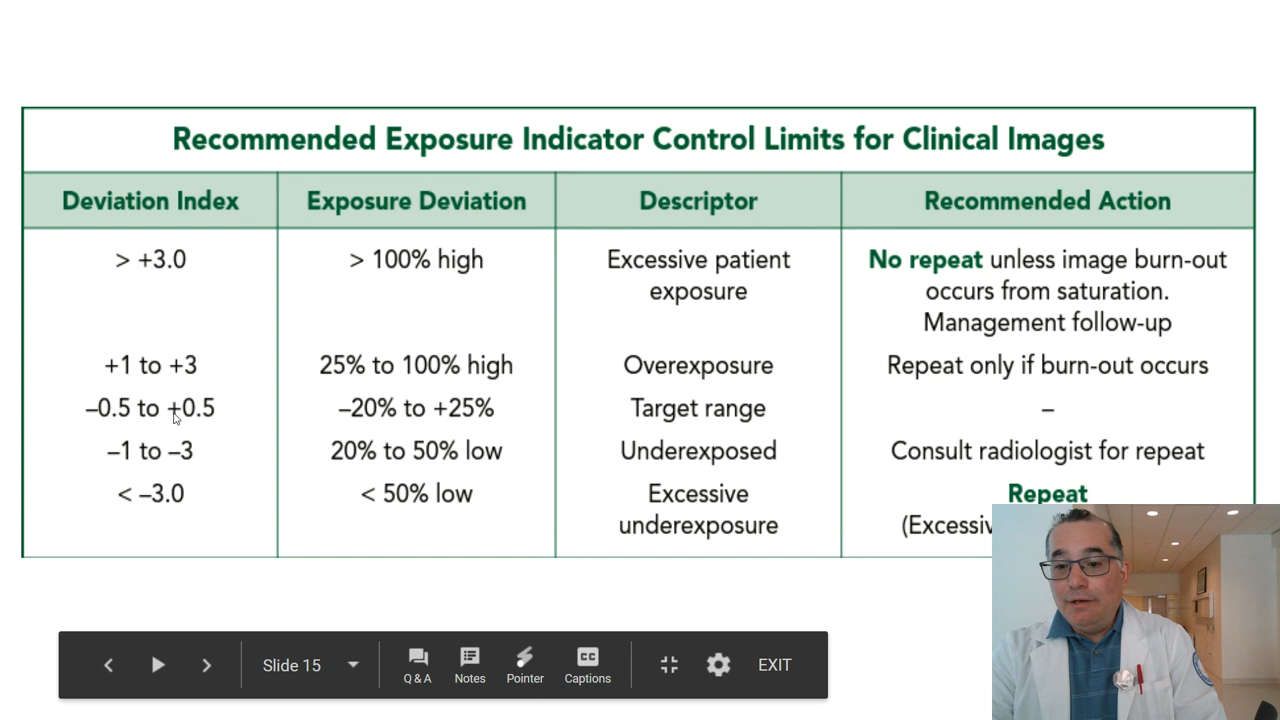 Recommended Exposure Indicator Control Limits for Clinical Images
Deviation Index Exposure Deviation Descriptor Recommended Action
> +3.0 > 100% high Excessive patient exposure No repeat unless image burn-out
occurs from saturation.
Management follow-up
+1 to +3 25% to 100% high Overexposure Repeat only if burn-out occurs
–0.5 to +0.5 –20% to +25% Target range –
–1 to –3 20% to 50% low Underexposed Consult radiologist for repeat
< –3.0 < 50% low Excessive underexposure Repeat
Slide 15
Q & A Notes Pointer Captions
CC
EXIT